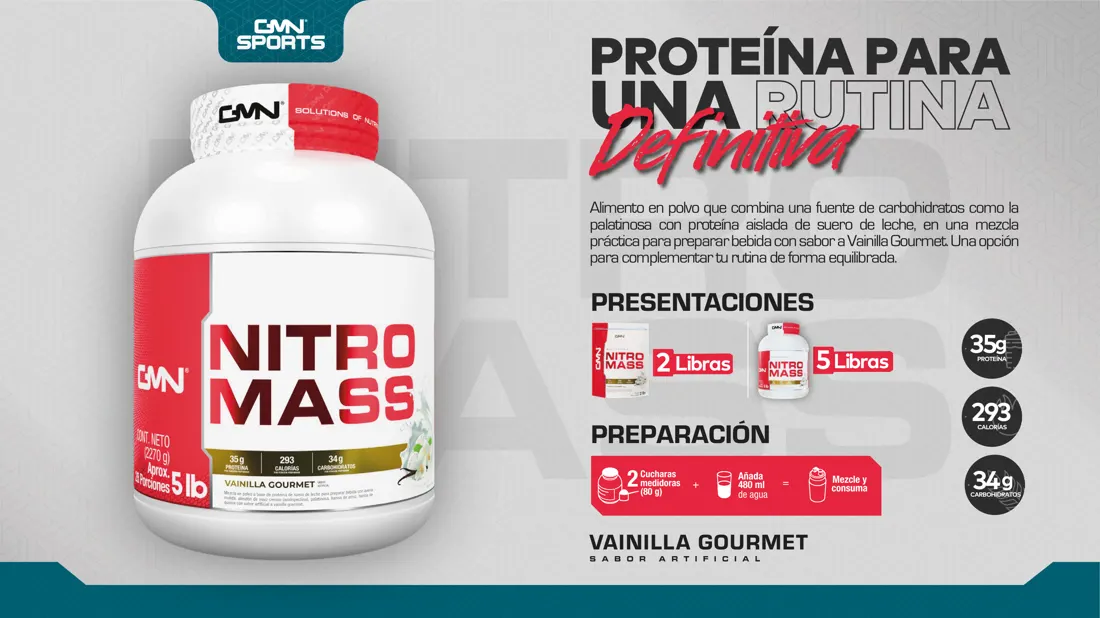 GMN
SPORTS
GMN
SOLUTIONS OF NUTR
GMN
NITRO
MASS
CONT. NETO
(2270 g)
Aprox.
28 Porciones 5 lb
35g
PROTEÍNA
293
CALORÍAS
34g
CARBOHIDRATOS
VAINILLA GOURMET
PROTEÍNA PARA
UNA RUTINA
Definitiva
Alimento en polvo que combina una fuente de carbohidratos como la
palatinosa con proteína aislada de suero de leche, en una mezcla
práctica para preparar bebida con sabor a Vainilla Gourmet. Una opción
para complementar tu rutina de forma equilibrada.
PRESENTACIONES
GMN
NITRO
MASS
2 Libras
NITRO
MASS
5 Libras
35g
PROTEÍNA
293
CALORÍAS
34g
CARBOHIDRATOS
PREPARACIÓN
2 Cucharas
medidoras
(80 g)
+
Añada
480 ml
de agua
=
Mezcle y
consuma
VAINILLA GOURMET
SABOR ARTIFICIAL